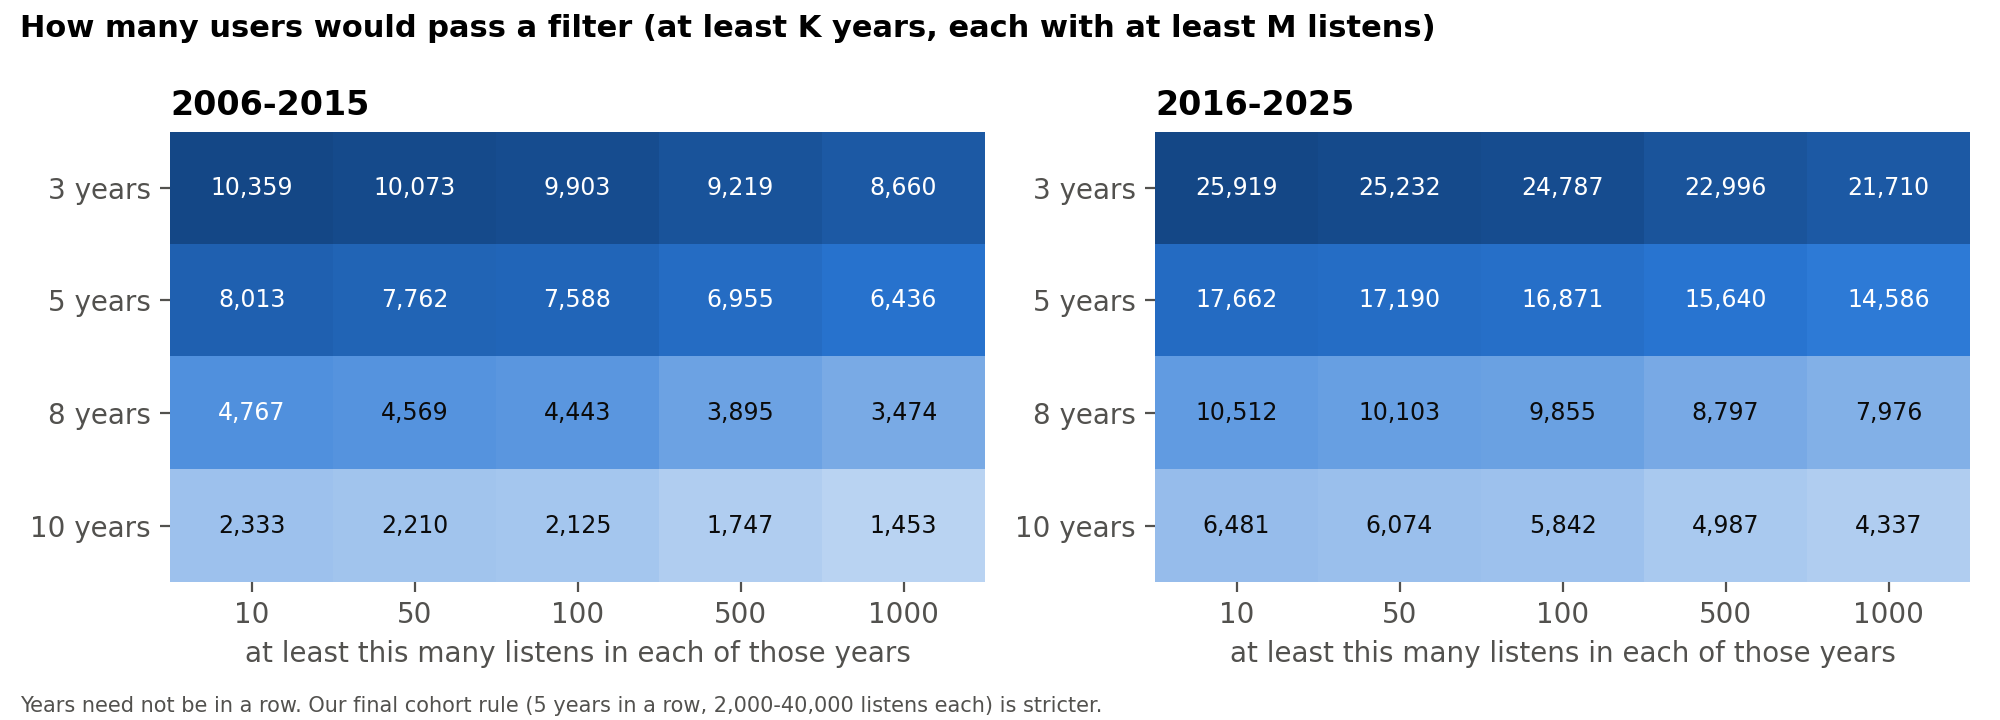 How many users would pass a filter (at least K years, each with at least M listens)
2006-2015
3 years 10,359 10,073 9,903 9,219 8,660
5 years 8,013 7,762 7,588 6,955 6,436
8 years 4,767 4,569 4,443 3,895 3,474
10 years 2,333 2,210 2,125 1,747 1,453
10 50 100 500 1000
at least this many listens in each of those years
2016-2025
3 years 25,919 25,232 24,787 22,996 21,710
5 years 17,662 17,190 16,871 15,640 14,586
8 years 10,512 10,103 9,855 8,797 7,976
10 years 6,481 6,074 5,842 4,987 4,337
10 50 100 500 1000
at least this many listens in each of those years
Years need not be in a row. Our final cohort rule (5 years in a row, 2,000-40,000 listens each) is stricter.